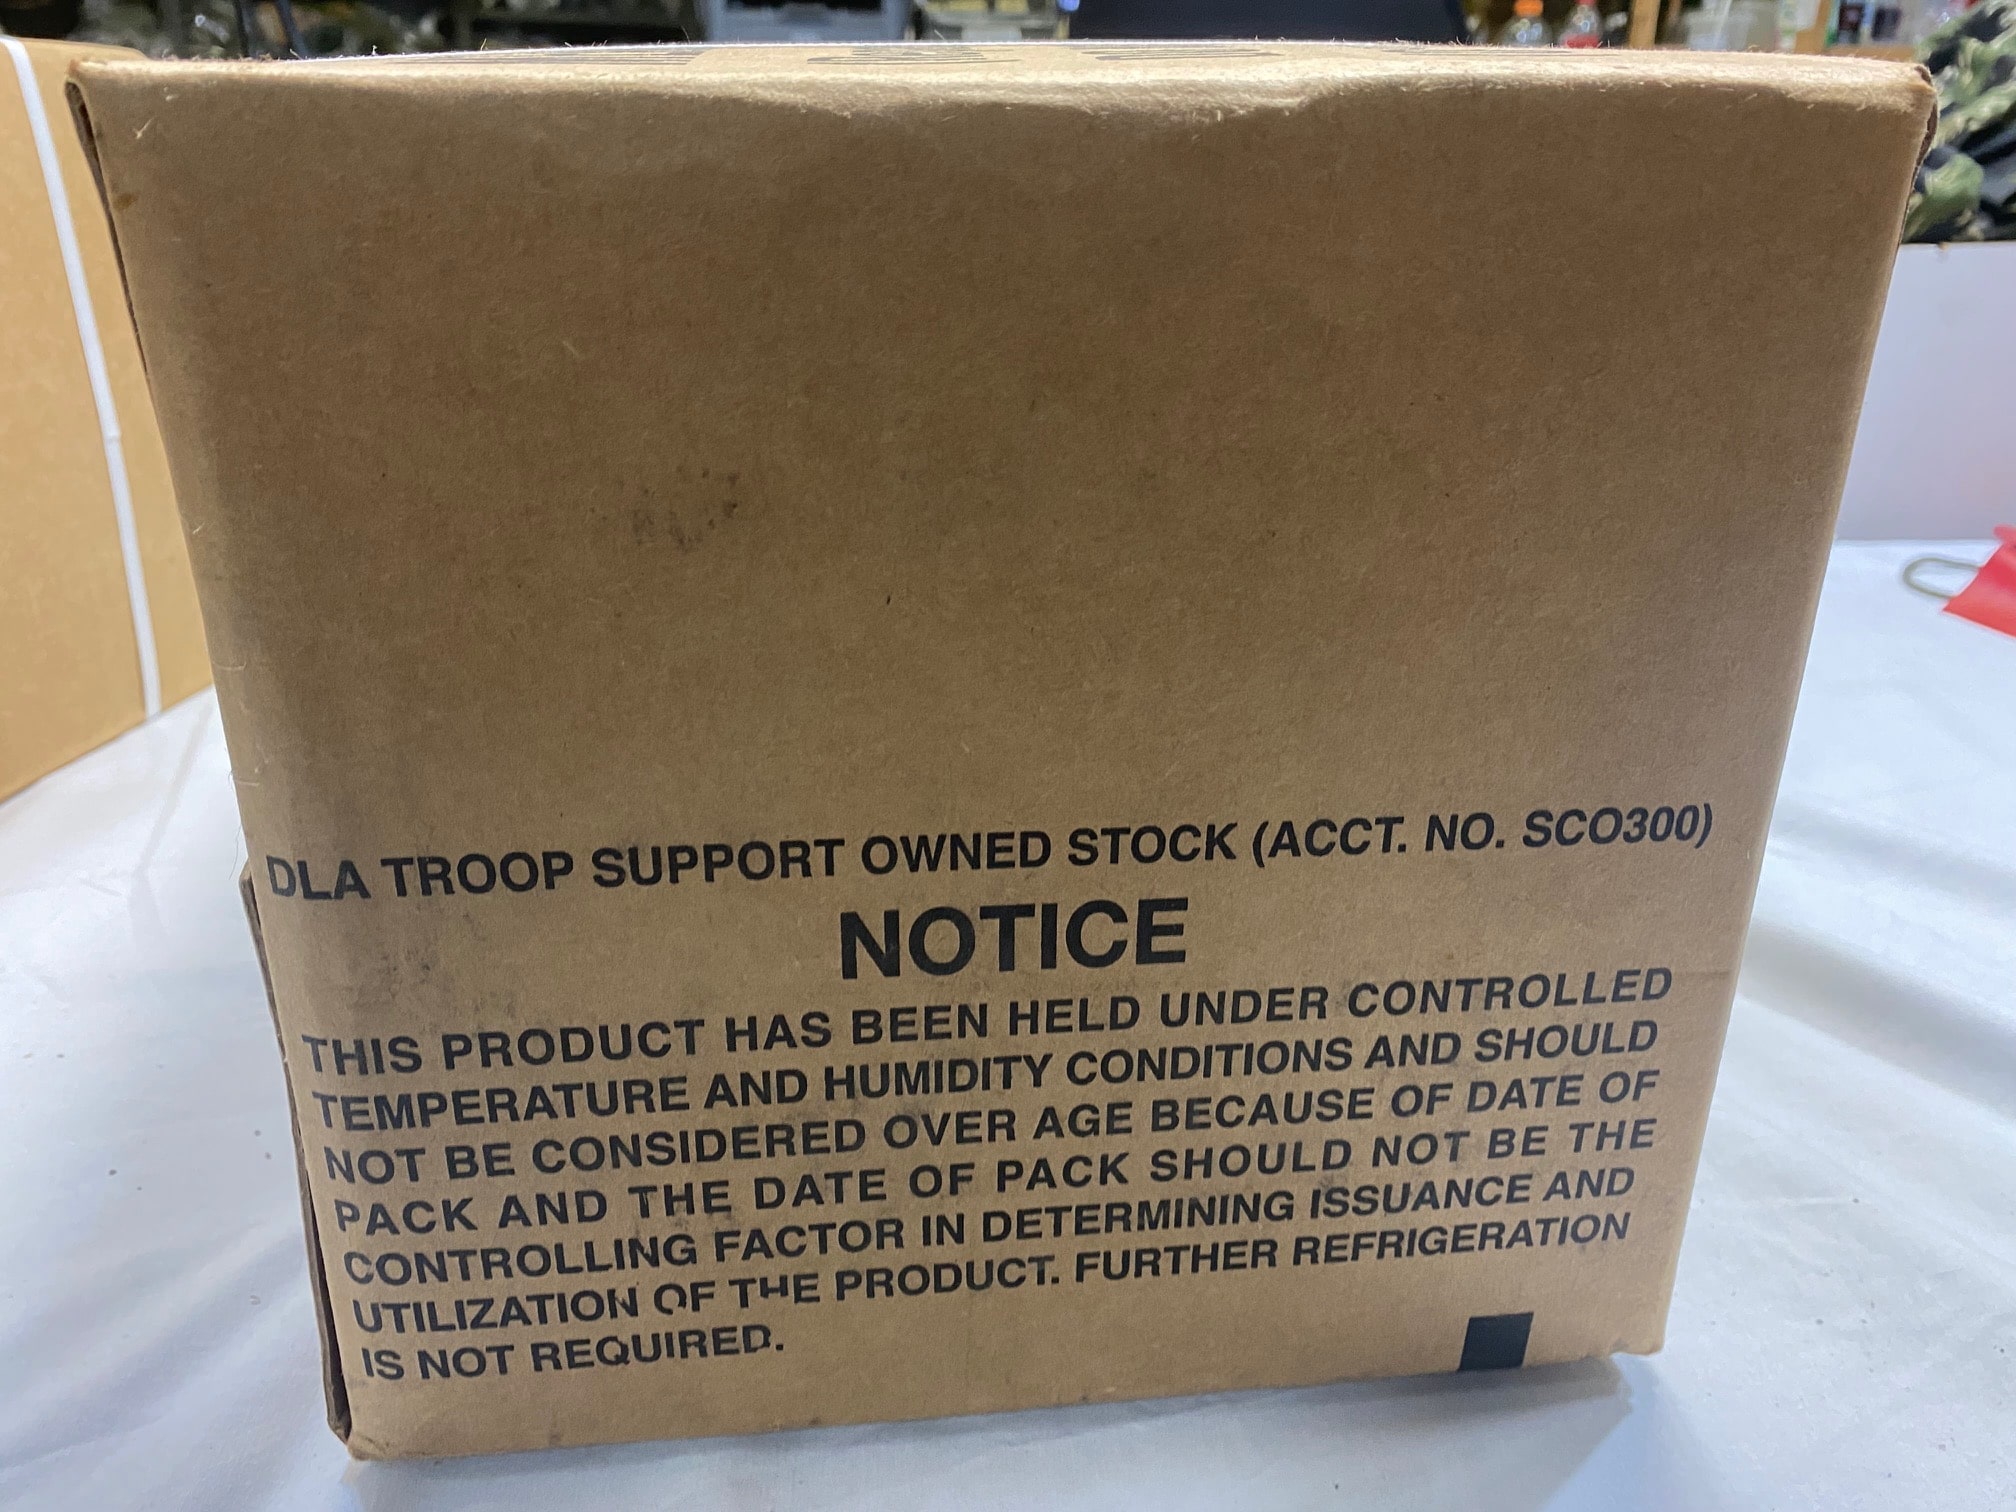 DLA TROOP SUPPORT OWNED STOCK (ACCT. NO. SCO300)
NOTICE
THIS PRODUCT HAS BEEN HELD UNDER CONTROLLED
TEMPERATURE AND HUMIDITY CONDITIONS AND SHOULD
NOT BE CONSIDERED OVER AGE BECAUSE OF DATE OF
PACK AND THE DATE OF PACK SHOULD NOT BE THE
CONTROLLING FACTOR IN DETERMINING ISSUANCE AND
UTILIZATION OF THE PRODUCT. FURTHER REFRIGERATION
IS NOT REQUIRED.